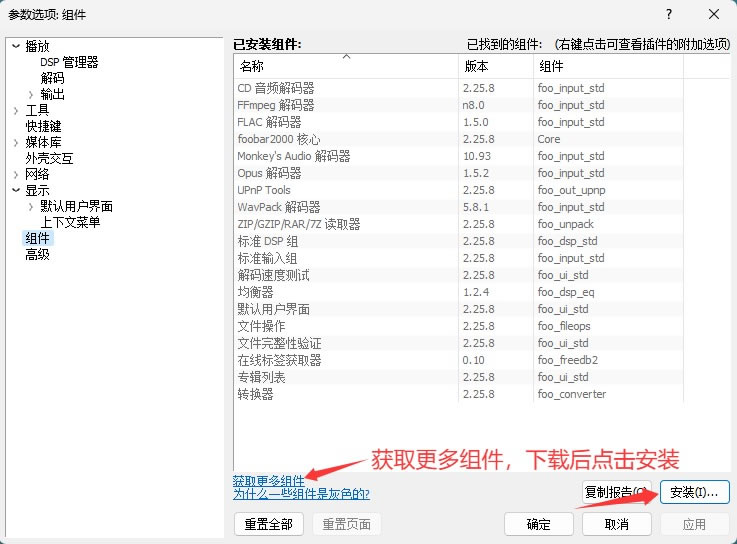 参数选项: 组件
? ×
播放
DSP 管理器
解码
输出
工具
快捷键
媒体库
外壳交互
网络
显示
默认用户界面
上下文菜单
组件
高级
已安装组件: 已找到的组件: (右键点击可查看插件的附加选项)
名称 版本 组件
CD 音频解码器 2.25.8 foo_input_std
FFmpeg 解码器 n8.0 foo_input_std
FLAC 解码器 1.5.0 foo_input_std
foobar2000 核心 2.25.8 Core
Monkey's Audio 解码器 10.93 foo_input_std
Opus 解码器 1.5.2 foo_input_std
UPnP Tools 2.25.8 foo_out_upnp
WavPack 解码器 5.8.1 foo_input_std
ZIP/GZIP/RAR/7Z 读取器 2.25.8 foo_unpack
标准 DSP 组 2.25.8 foo_dsp_std
标准输入组 2.25.8 foo_input_std
解码速度测试 2.25.8 foo_ui_std
均衡器 1.2.4 foo_dsp_eq
默认用户界面 2.25.8 foo_ui_std
文件操作 2.25.8 foo_fileops
文件完整性验证 2.25.8 foo_ui_std
在线标签获取器 0.10 foo_freedb2
专辑列表 2.25.8 foo_ui_std
转换器 2.25.8 foo_converter
获取更多组件，下载后点击安装
获取更多组件
为什么一些组件是灰色的?
复制报告(C 安装(I)...
重置全部 重置页面 确定 取消 应用